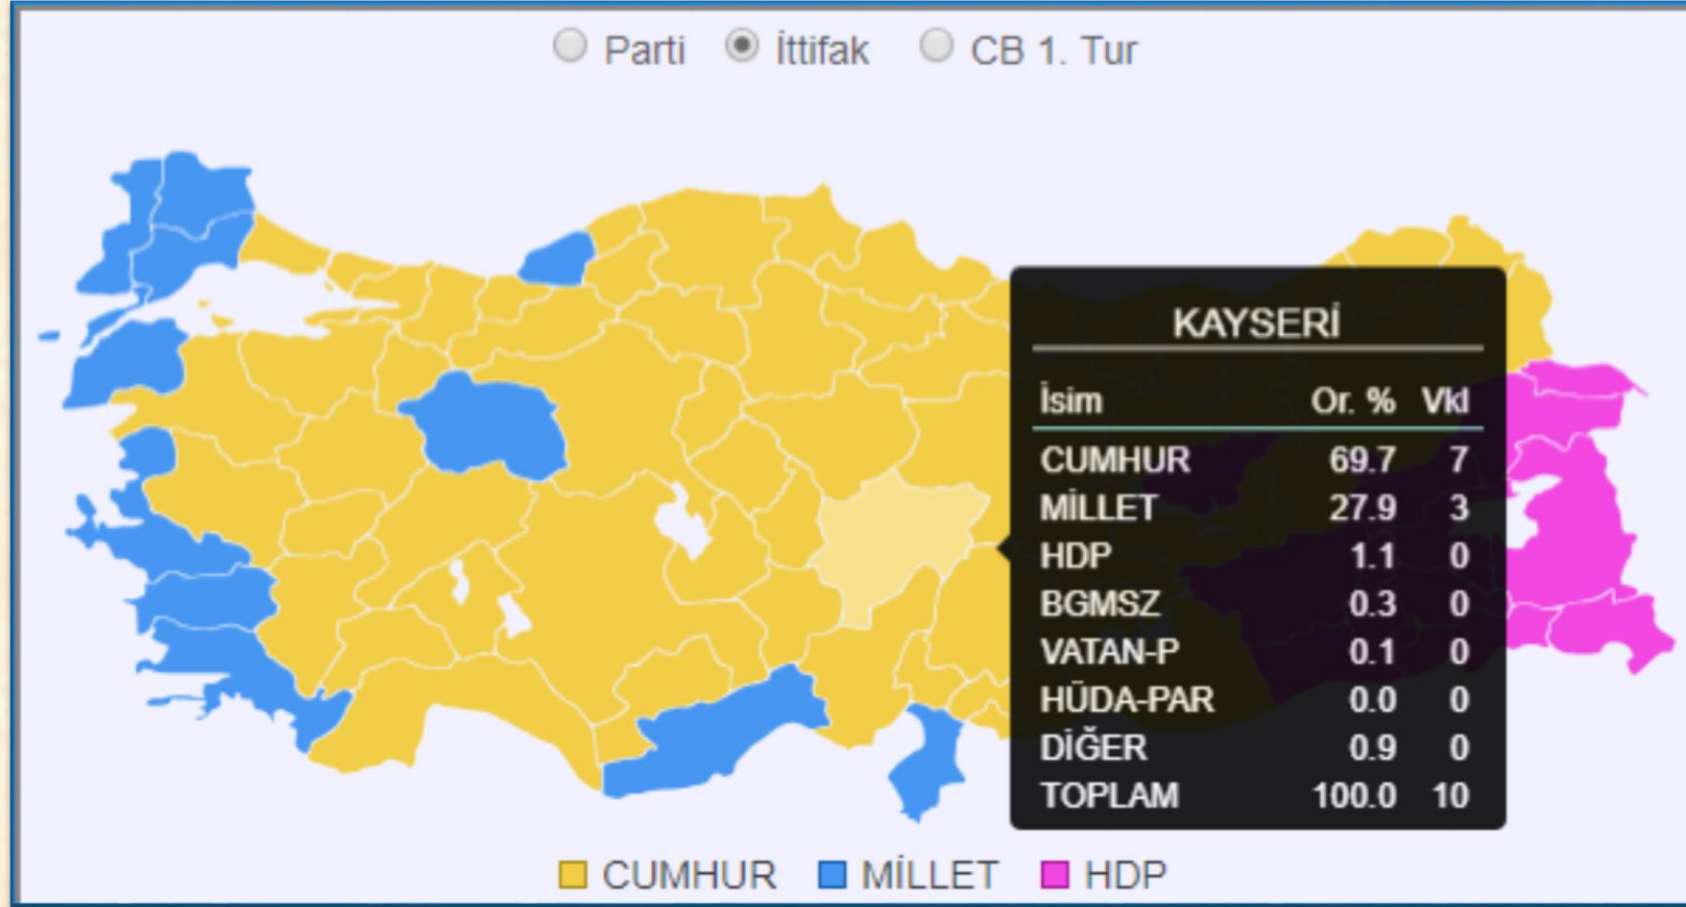 Parti İttifak CB 1. Tur
KAYSERİ
İsim Or. % Vkl
CUMHUR 69.7 7
MİLLET 27.9 3
HDP 1.1 0
BGMSZ 0.3 0
VATAN-P 0.1 0
HÜDA-PAR 0.0 0
DİĞER 0.9 0
TOPLAM 100.0 10
CUMHUR MİLLET HDP